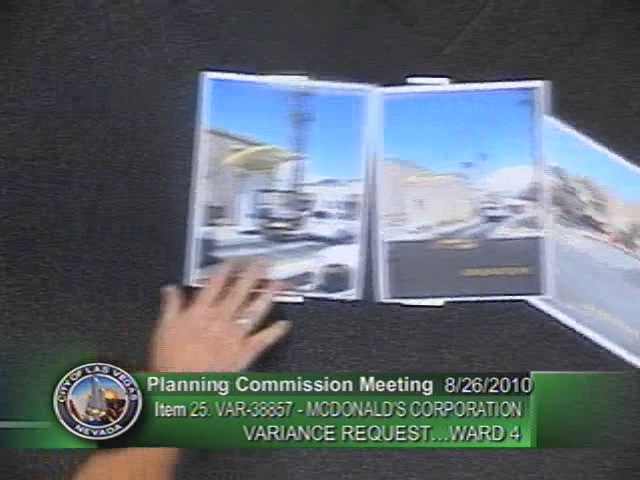 CITY OF LAS VEGAS
NEVADA
Planning Commission Meeting 8/26/2010
Item 25. VAR-38857 - MCDONALD'S CORPORATION
VARIANCE REQUEST...WARD 4